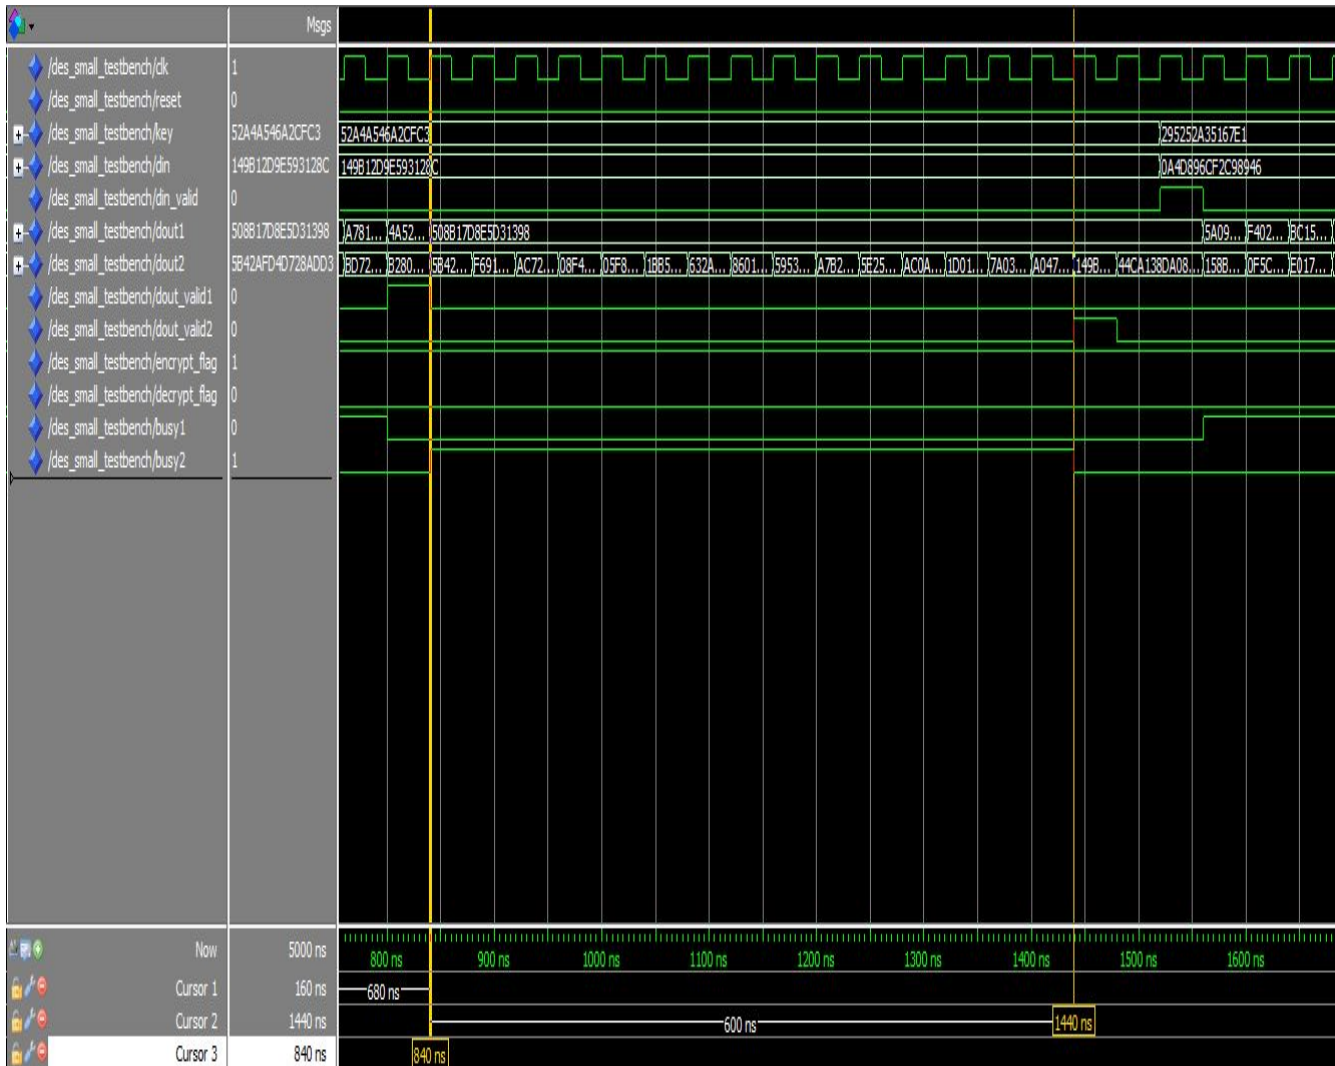 Msgs
/des_small_testbench/clk 1
/des_small_testbench/reset 0
/des_small_testbench/key 52A4A546A2CFC3 52A4A546A2CFC3 295252A35167E1
/des_small_testbench/din 149B12D9E593128C 149B12D9E593128C 0A4D896CF2C98946
/des_small_testbench/din_valid 0
/des_small_testbench/dout1 508B17D8E5D31398 A781... 4A52... 508B17D8E5D31398 5A09... F402... BC15...
/des_small_testbench/dout2 5B42AFD4D728ADD3 BD72... B280... 5B42... F691... AC72... 08F4... 05F8... 1BB5... 632A... 8601... 5953... A7B2... 5E25... AC0A... 1D01... 7A03... A047... 149B... 44CA138DA08... 158B... 0F5C... E017...
/des_small_testbench/dout_valid1 0
/des_small_testbench/dout_valid2 0
/des_small_testbench/encrypt_flag 1
/des_small_testbench/decrypt_flag 0
/des_small_testbench/busy1 0
/des_small_testbench/busy2 1
Now 5000 ns 800 ns 900 ns 1000 ns 1100 ns 1200 ns 1300 ns 1400 ns 1500 ns 1600 ns
Cursor 1 160 ns 680 ns
Cursor 2 1440 ns 600 ns 1440 ns
Cursor 3 840 ns 840 ns